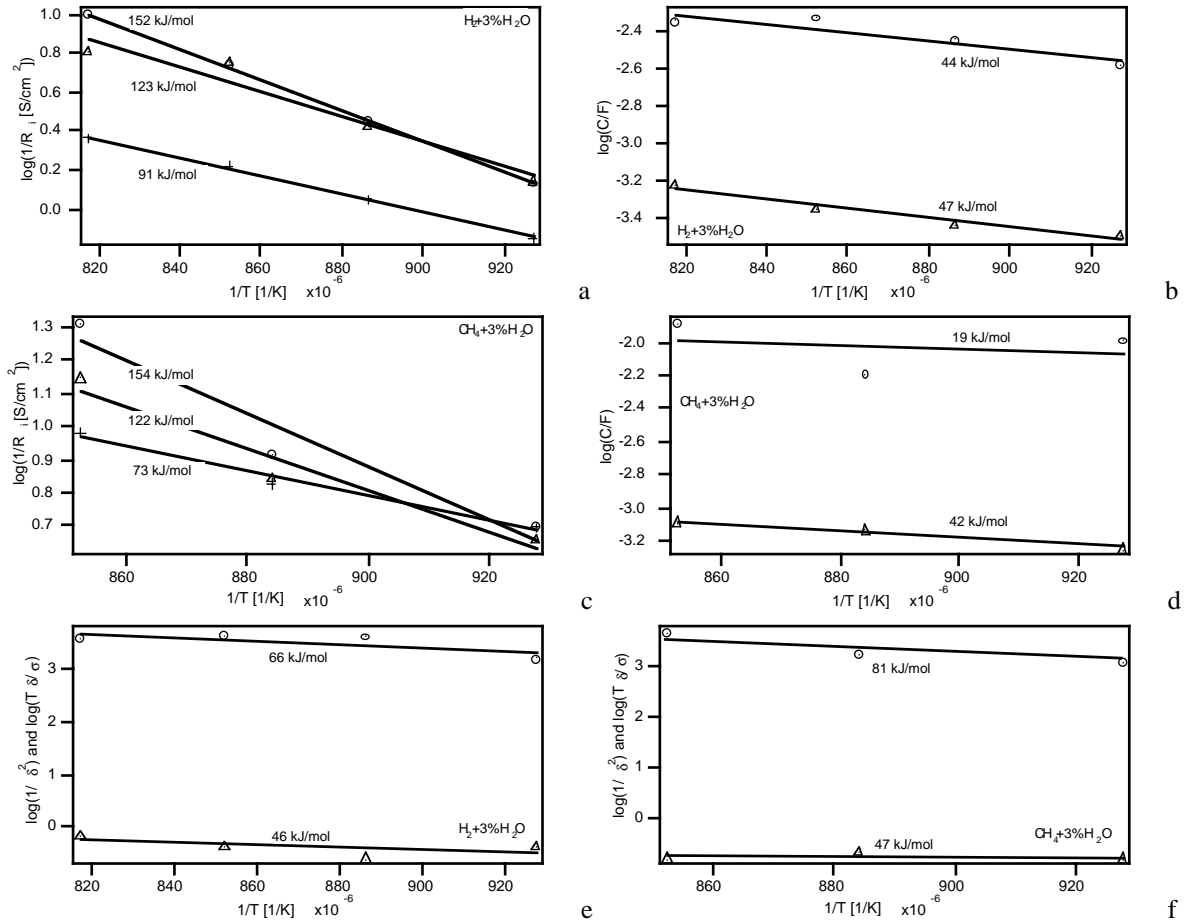 152 kJ/mol
H2+3%H2O
123 kJ/mol
91 kJ/mol
log(1/R i [S/cm2])
1.0
0.8
0.6
0.4
0.2
0.0
820 840 860 880 900 920
1/T [1/K] x10-6
a
44 kJ/mol
47 kJ/mol
H2+3%H2O
log(C/F)
-2.4
-2.6
-2.8
-3.0
-3.2
-3.4
820 840 860 880 900 920
1/T [1/K] x10-6
b
CH4+3%H2O
154 kJ/mol
122 kJ/mol
73 kJ/mol
log(1/R i [S/cm2])
1.3
1.2
1.1
1.0
0.9
0.8
0.7
860 880 900 920
1/T [1/K] x10-6
c
19 kJ/mol
CH4+3%H2O
42 kJ/mol
log(C/F)
-2.0
-2.2
-2.4
-2.6
-2.8
-3.0
-3.2
860 880 900 920
1/T [1/K] x10-6
d
66 kJ/mol
46 kJ/mol
H2+3%H2O
log(1/ δ2) and log(T δ/σ)
3
2
1
0
820 840 860 880 900 920
1/T [1/K] x10-6
e
81 kJ/mol
CH4+3%H2O
47 kJ/mol
log(1/ δ2) and log(T δ/σ)
3
2
1
0
860 880 900 920
1/T [1/K] x10-6
f